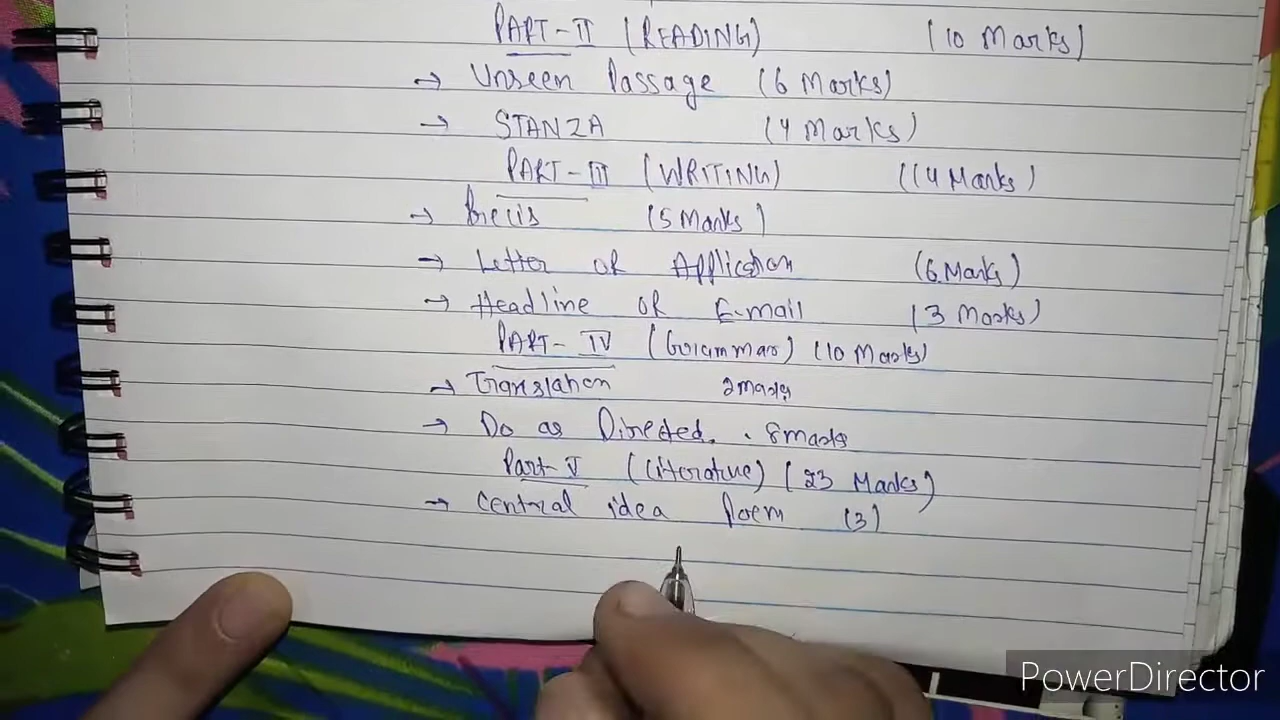 PART-II (READING) (10 Marks)
→ Unseen Passage (6 Marks)
→ STANZA (4 Marks)
PART-III (WRITING) (14 Marks)
→ Precis (5 Marks)
→ Letter OR Application (6 Marks)
→ Headline OR E-mail (3 Marks)
PART-IV (Grammar) (10 Marks)
→ Translation 2 marks
→ Do as Directed. 8 marks
Part-V (Literature) (23 Marks)
→ Central idea Poem (3)
PowerDirector